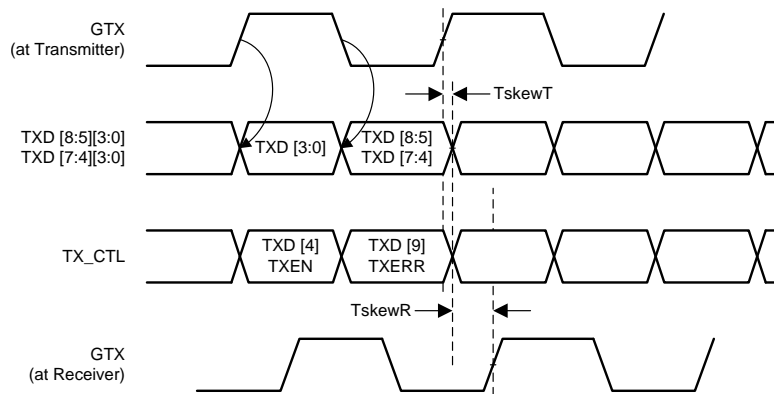 GTX
(at Transmitter)
TskewT
TXD [8:5][3:0]
TXD [7:4][3:0]
TXD [3:0]
TXD [8:5]
TXD [7:4]
TX_CTL
TXD [4]
TXEN
TXD [9]
TXERR
TskewR
GTX
(at Receiver)